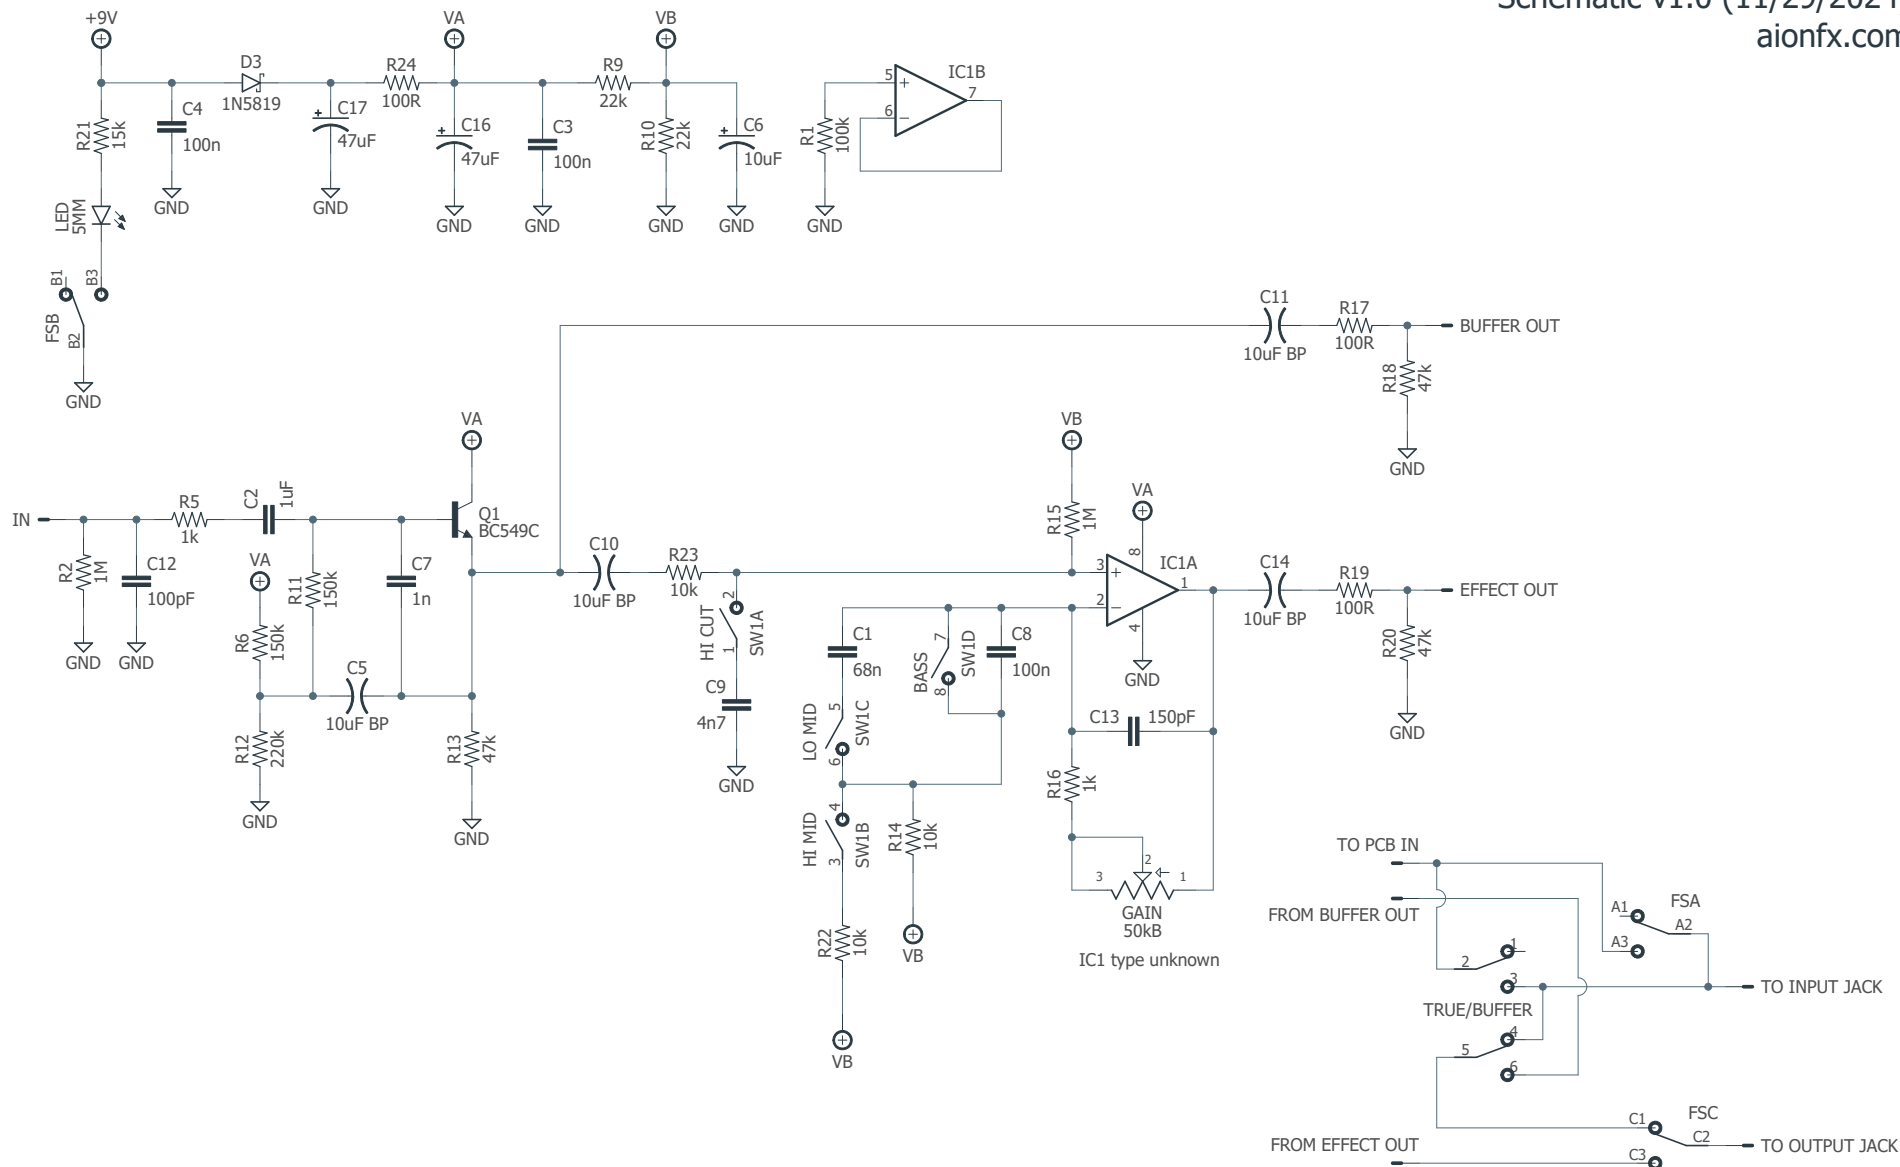 Schematic v1.0 (11/29/2021
aionfx.com
+9V
VA
VB
D3
1N5819
R24
100R
R9
22k
IC1B
5
6
7
R21
15k
C4
100n
C17
47uF
C16
47uF
C3
100n
R10
22k
C6
10uF
R1
100k
GND
GND
GND
GND
GND
GND
GND
LED
5MM
B1
B3
FSB
B2
GND
C11
10uF BP
R17
100R
BUFFER OUT
R18
47k
GND
VA
VB
VA
IN
R5
1k
C2
1uF
Q1
BC549C
R2
1M
C12
100pF
VA
R11
150k
C7
1n
R6
150k
GND
GND
C5
10uF BP
R12
220k
R13
47k
GND
GND
C10
10uF BP
R23
10k
R15
1M
8
3
2
1
4
IC1A
GND
C14
10uF BP
R19
100R
EFFECT OUT
R20
47k
GND
2
HI CUT
SW1A
1
C9
4n7
GND
C1
68n
7
BASS
SW1D
8
C8
100n
5
LO MID
SW1C
6
4
HI MID
SW1B
3
R14
10k
R22
10k
VB
VB
C13
150pF
R16
1k
2
3
1
GAIN
50kB
IC1 type unknown
TO PCB IN
FROM BUFFER OUT
A1
FSA
A2
A3
1
2
3
TO INPUT JACK
TRUE/BUFFER
4
5
6
C1
FSC
C2
TO OUTPUT JACK
FROM EFFECT OUT
C3